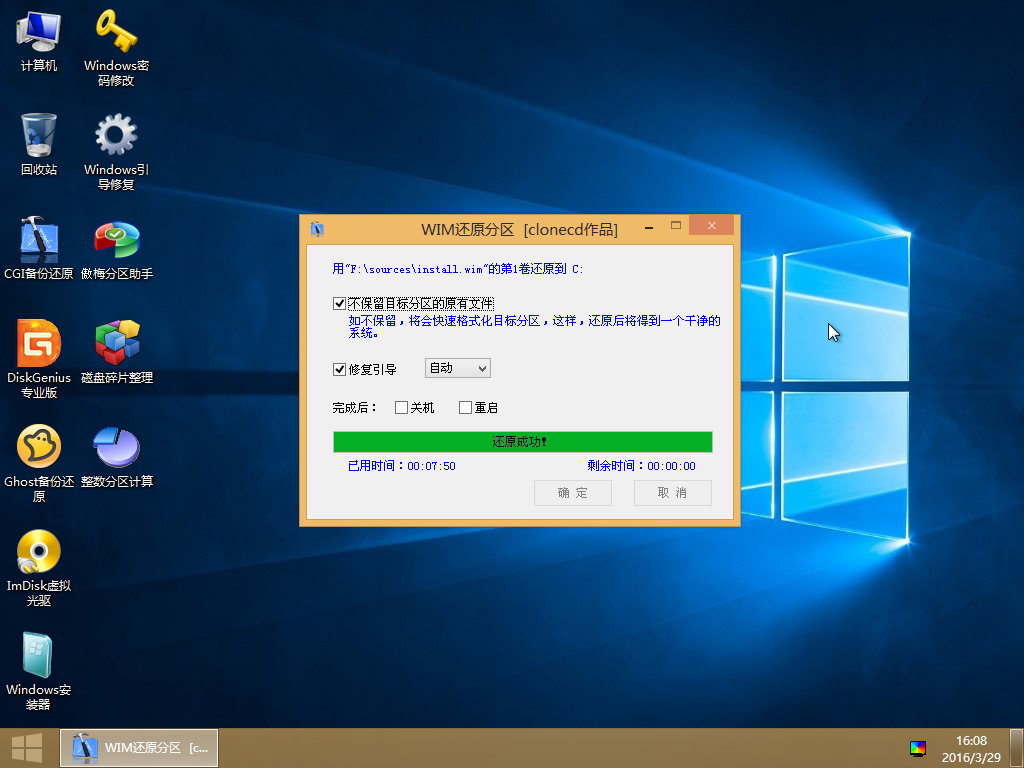 计算机
Windows密
码修改
回收站
Windows引
导修复
CGI备份还原
傲梅分区助手
DiskGenius
专业版
磁盘碎片整理
Ghost备份还
原
整数分区计算
ImDisk虚拟
光驱
Windows安
装器
WIM还原分区 [clonecd作品]
用"F:\sources\install.wim"的第1卷还原到 C:
不保留目标分区的原有文件
如不保留，将会快速格式化目标分区，这样，还原后将得到一个干净的
系统。
修复引导
自动
完成后：
关机
重启
还原成功!
已用时间：00:07:50
剩余时间：00:00:00
确 定
取 消
WIM还原分区 [c...
16:08
2016/3/29